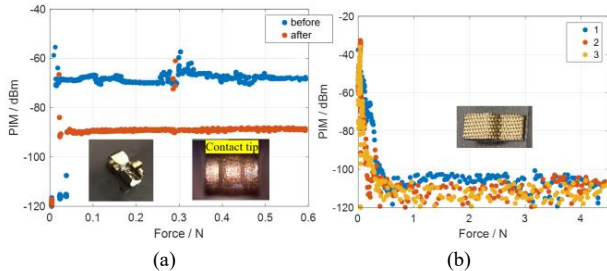 (a)
before
after
-40
-60
-80
-100
-120
PIM / dBm
Contact tip
0 0.1 0.2 0.3 0.4 0.5 0.6
Force / N
(a)
(b)
1
2
3
-20
-40
-60
-80
-100
-120
PIM / dBm
0 1 2 3 4
Force / N
(b)